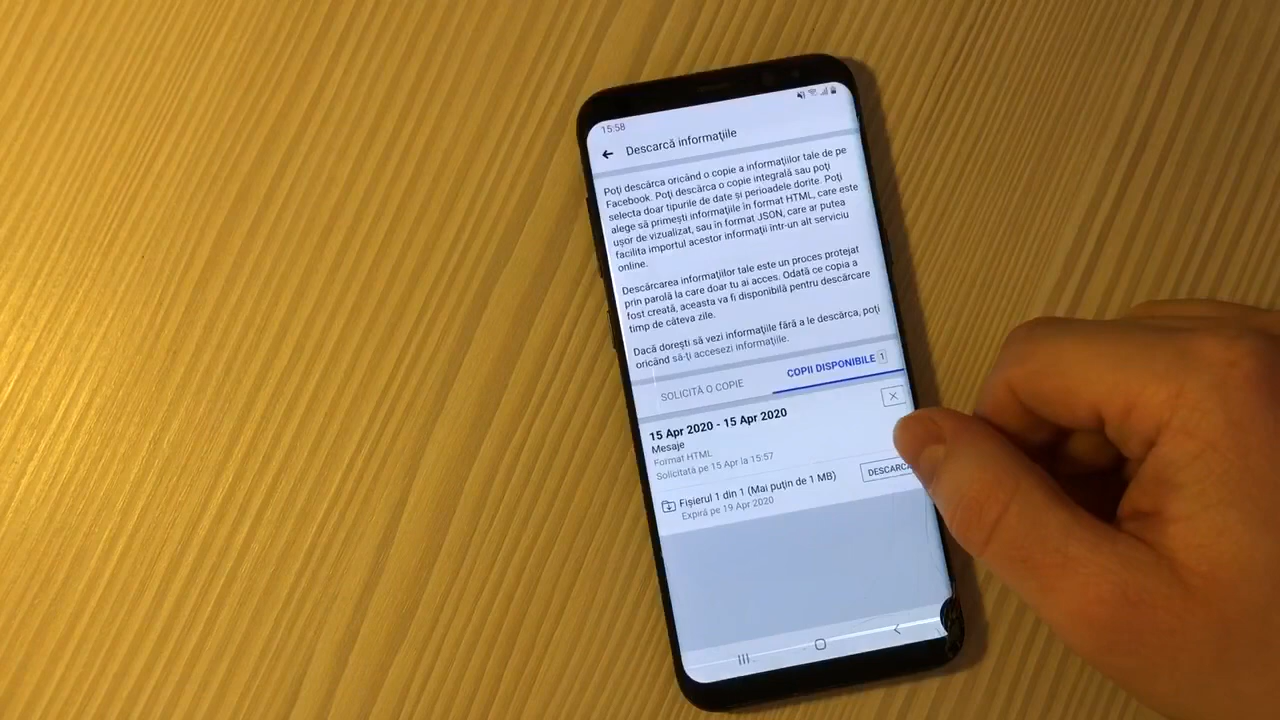 15:58
Descarcă informațiile
Poți descărca oricând o copie a informațiilor tale de pe
Facebook. Poți descărca o copie integrală sau poți
selecta doar tipurile de date și perioadele dorite. Poți
alege să primești informațiile în format HTML, care este
ușor de vizualizat, sau în format JSON, care ar putea
facilita importul acestor informații într-un alt serviciu
online.
Descărcarea informațiilor tale este un proces protejat
prin parolă la care doar tu ai acces. Odată ce copia a
fost creată, aceasta va fi disponibilă pentru descărcare
timp de câteva zile.
Dacă dorești să vezi informațiile fără a le descărca, poți
oricând să-ți accesezi informațiile.
SOLICITĂ O COPIE
COPII DISPONIBILE 1
15 Apr 2020 - 15 Apr 2020
Mesaje
Format HTML
Solicitată pe 15 Apr la 15:57
Fișierul 1 din 1 (Mai puțin de 1 MB)
Expiră pe 19 Apr 2020